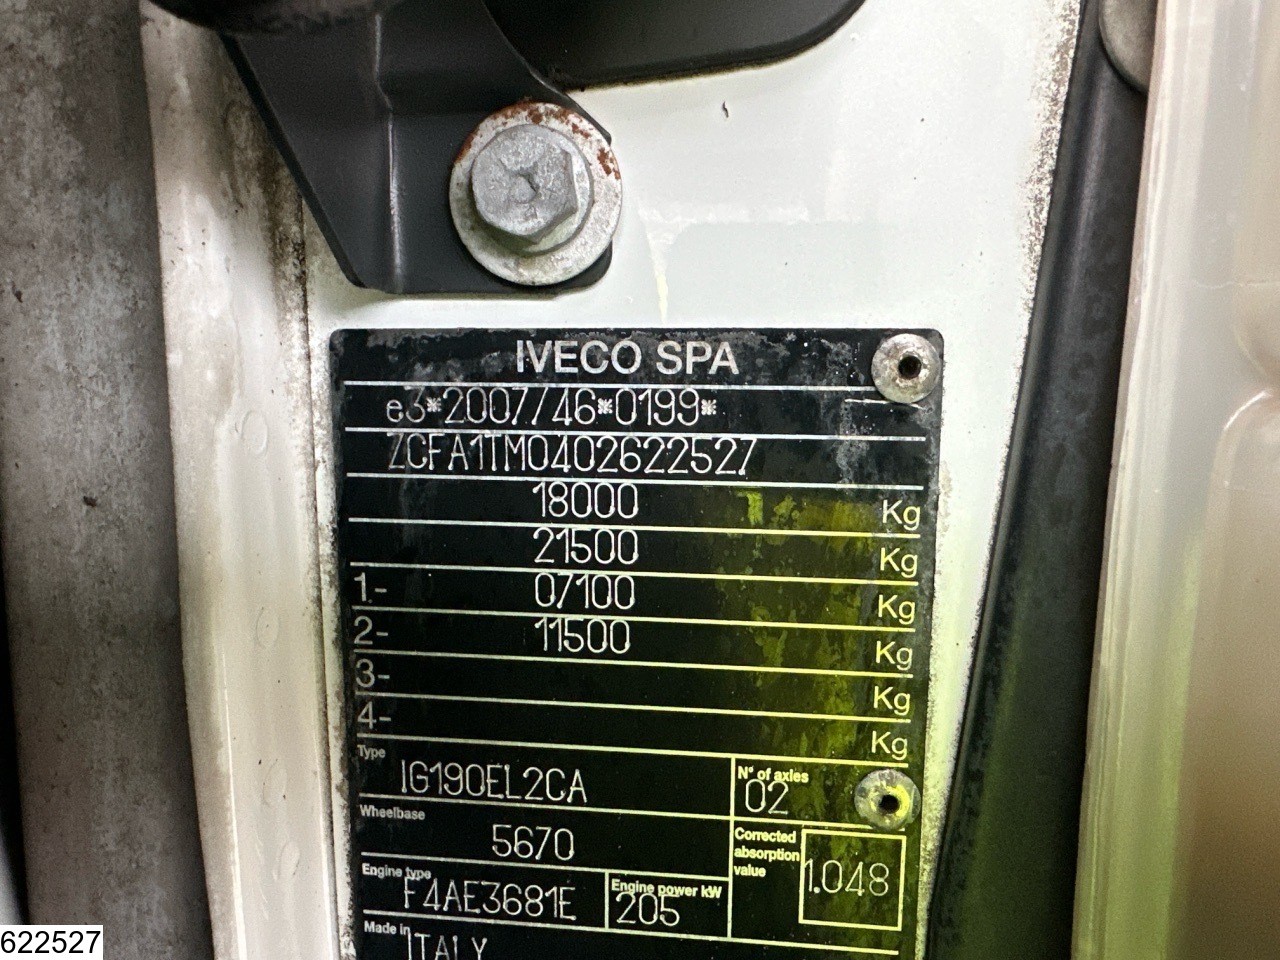 IVECO SPA
e3*2007/46*0199*
ZCFA1TM0402622527
18000 Kg
21500 Kg
1- 07100 Kg
2- 11500 Kg
3- Kg
4- Kg
Type IG190EL2CA
N° of axles 02
Wheelbase 5670
Corrected absorption value 1.048
Engine type F4AE3681E
Engine power kW 205
Made in ITALY
622527